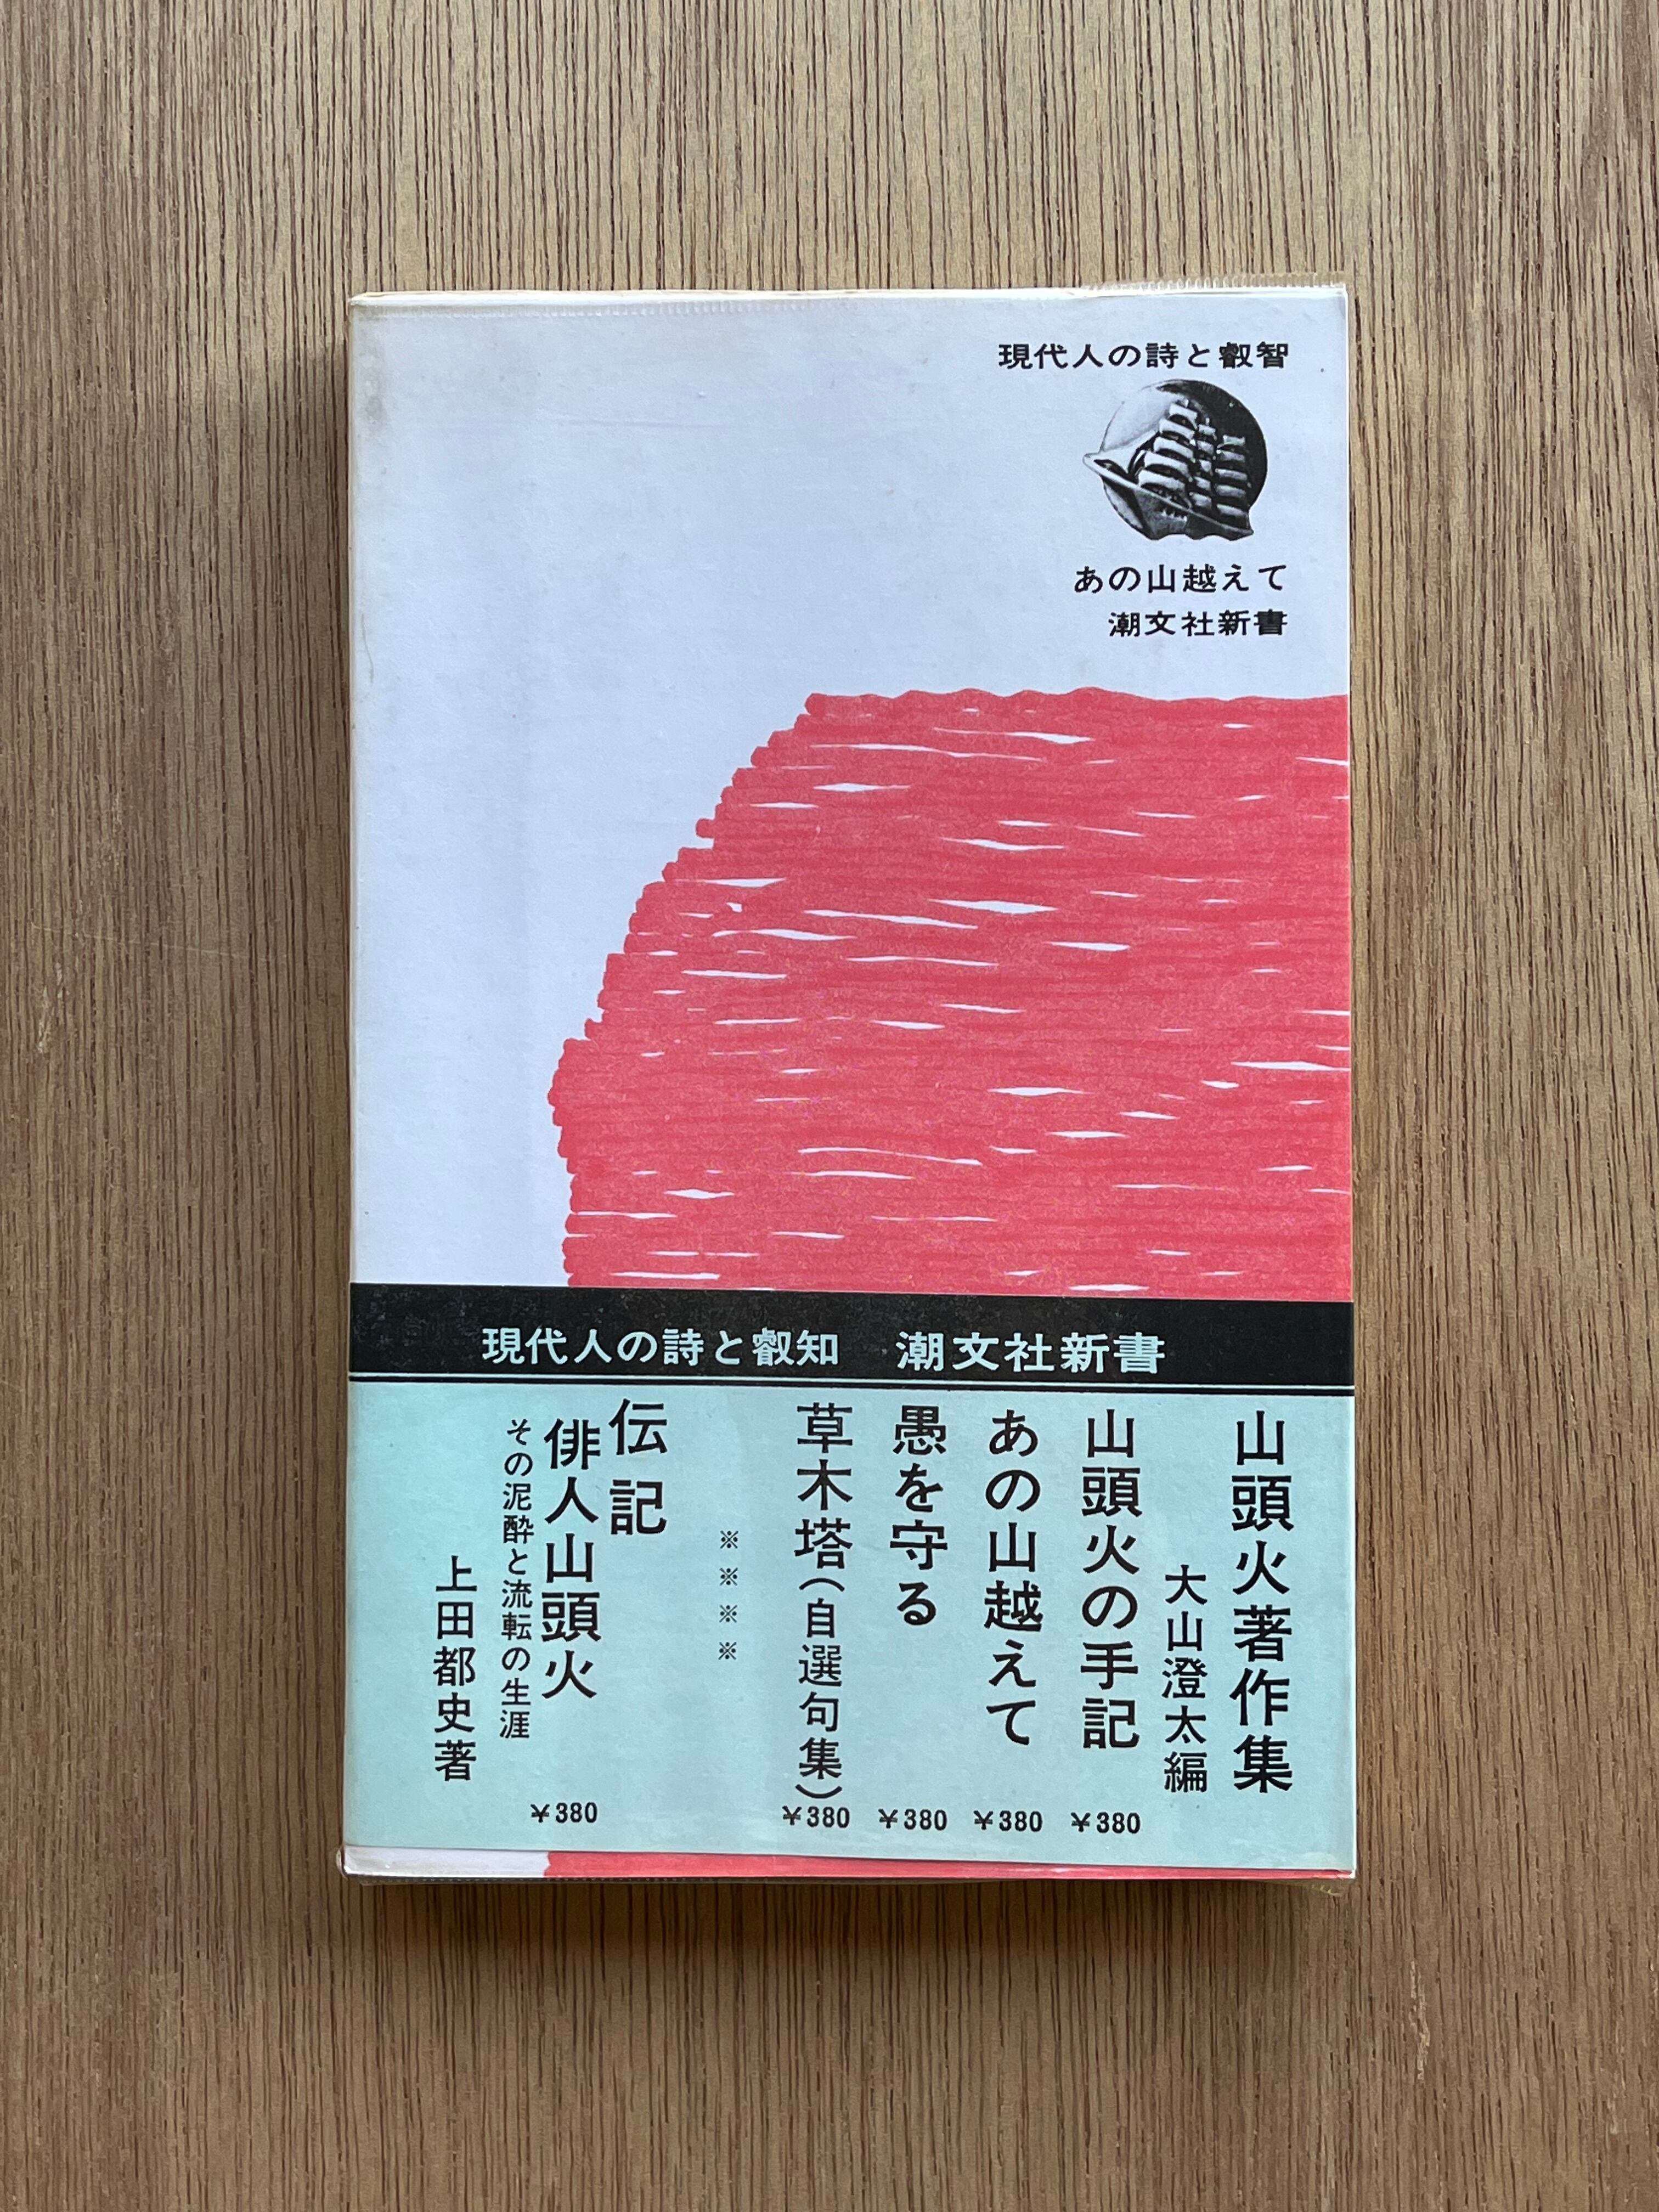 現代人の詩と叡智
あの山越えて
潮文社新書
現代人の詩と叡知　潮文社新書
山頭火著作集
大山澄太編
山頭火の手記
¥380
あの山越えて
¥380
愚を守る
¥380
草木塔(自選句集)
¥380
※※※※
伝記
俳人山頭火
¥380
その泥酔と流転の生涯
上田都史著